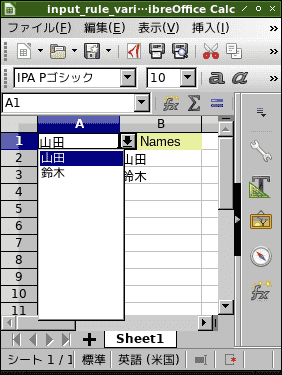 input_rule_vari···ibreOffice Calc
ファイル(F) 編集(E) 表示(V) 挿入(I) »
»
IPA Pゴシック 10 a a »
A1 fx Σ =
A B
1 山田 Names
2 山田 山田
3 鈴木 鈴木
4
5
6
7
8
9
10
11
Sheet1
シート 1 / 1 標準 英語 (米国)